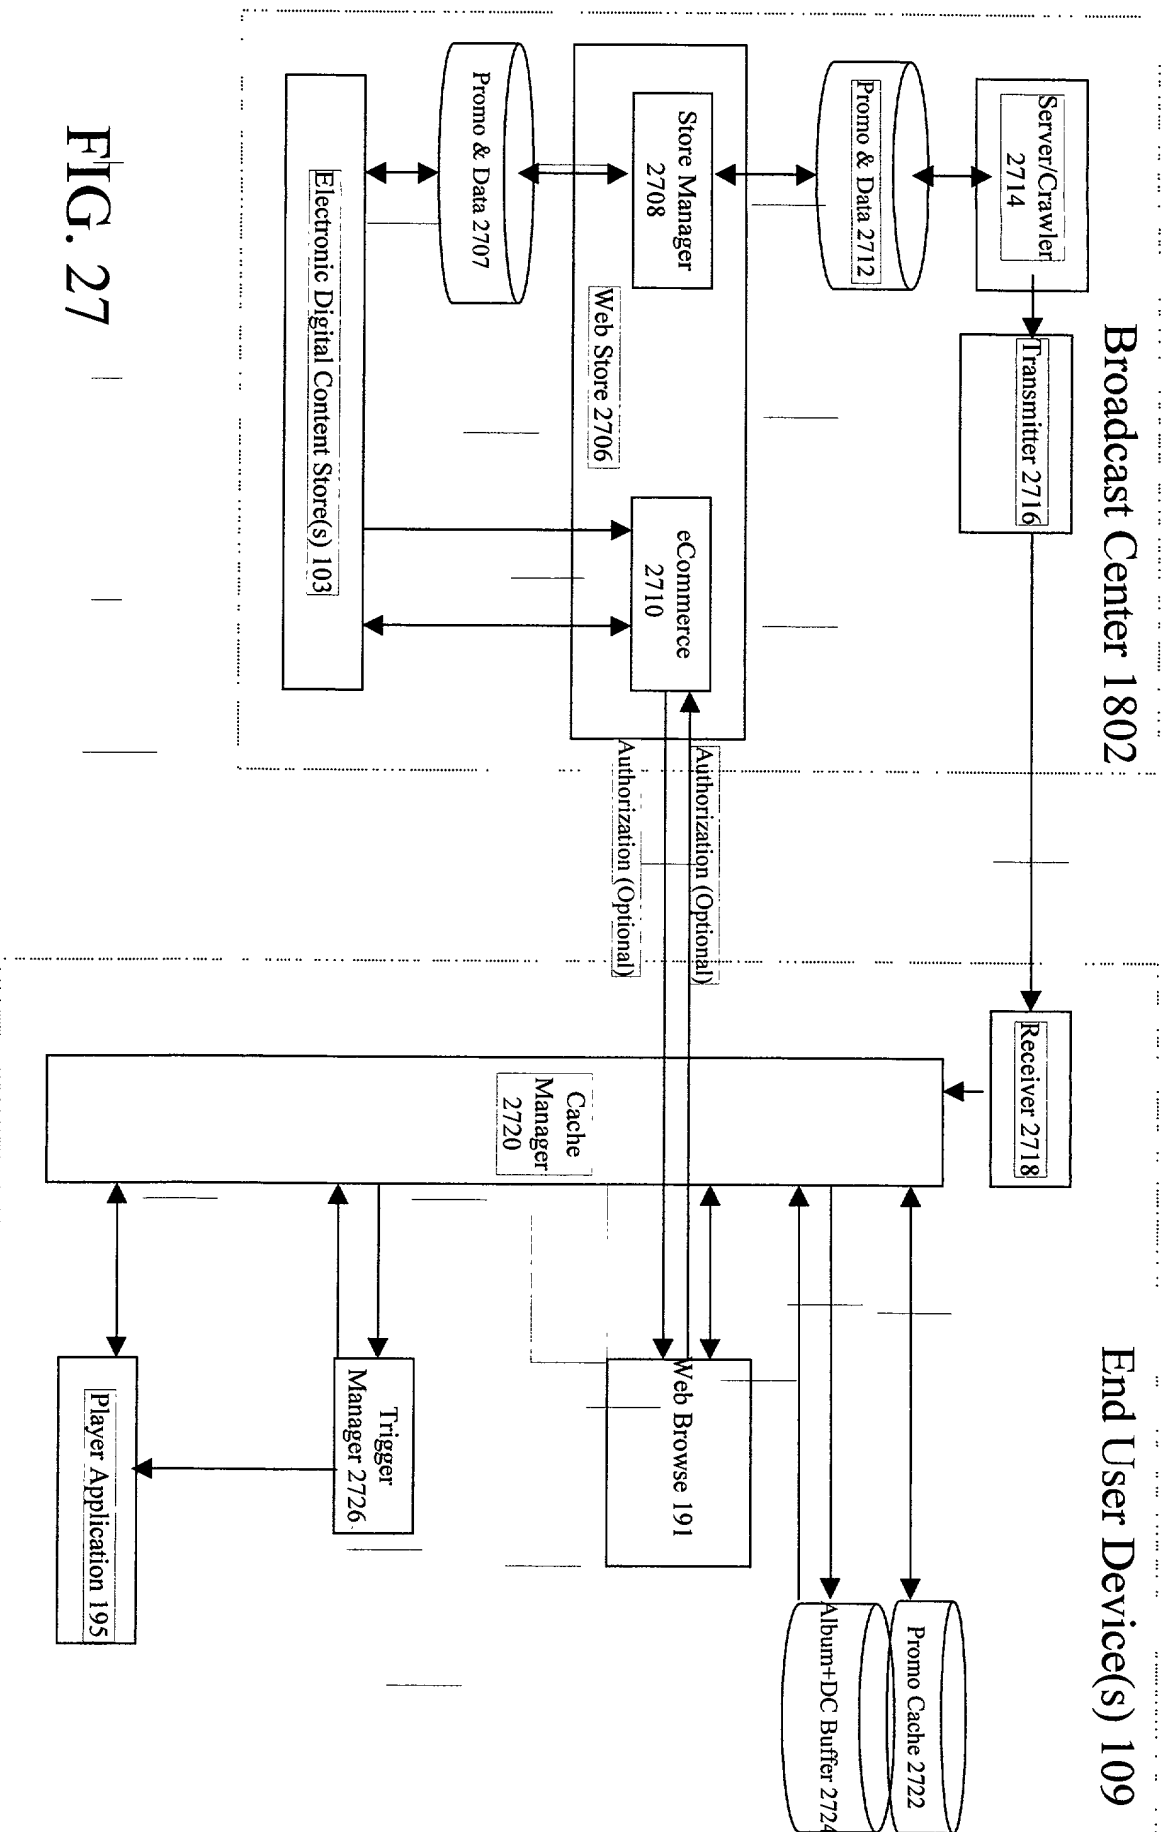 Broadcast Center 1802
End User Device(s) 109
Server/Crawler
2714
Transmitter 2716
Receiver 2718
Promo & Data 2712
Promo Cache 2722
Album+DC Buffer 2724
Store Manager
2708
eCommerce
2710
Web Store 2706
Authorization (Optional)
Authorization (Optional)
Web Browse 191
Cache
Manager
2720
Promo & Data 2707
Trigger
Manager 2726
Electronic Digital Content Store(s) 103
Player Application 195
FIG. 27